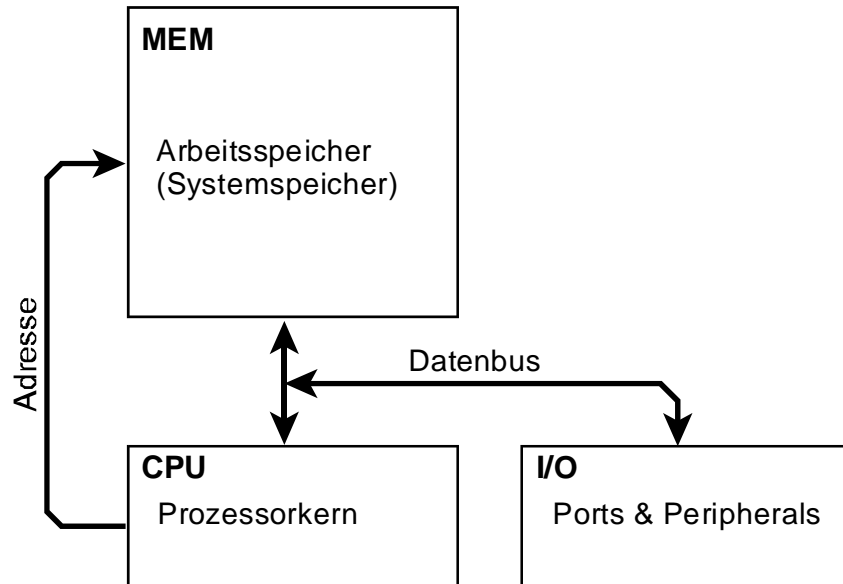 MEM
Arbeitsspeicher
(Systemspeicher)
Adresse
Datenbus
CPU
Prozessorkern
I/O
Ports & Peripherals